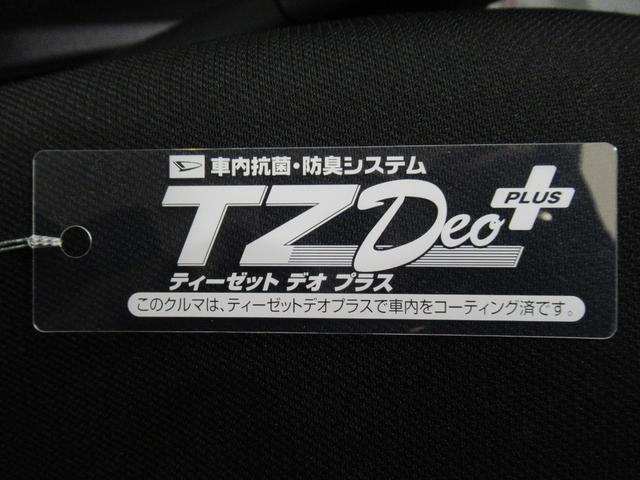 車内抗菌・防臭システム
TZDeo PLUS
ティーゼット デオ プラス
このクルマは、ティーゼットデオプラスで車内をコーティング済です。